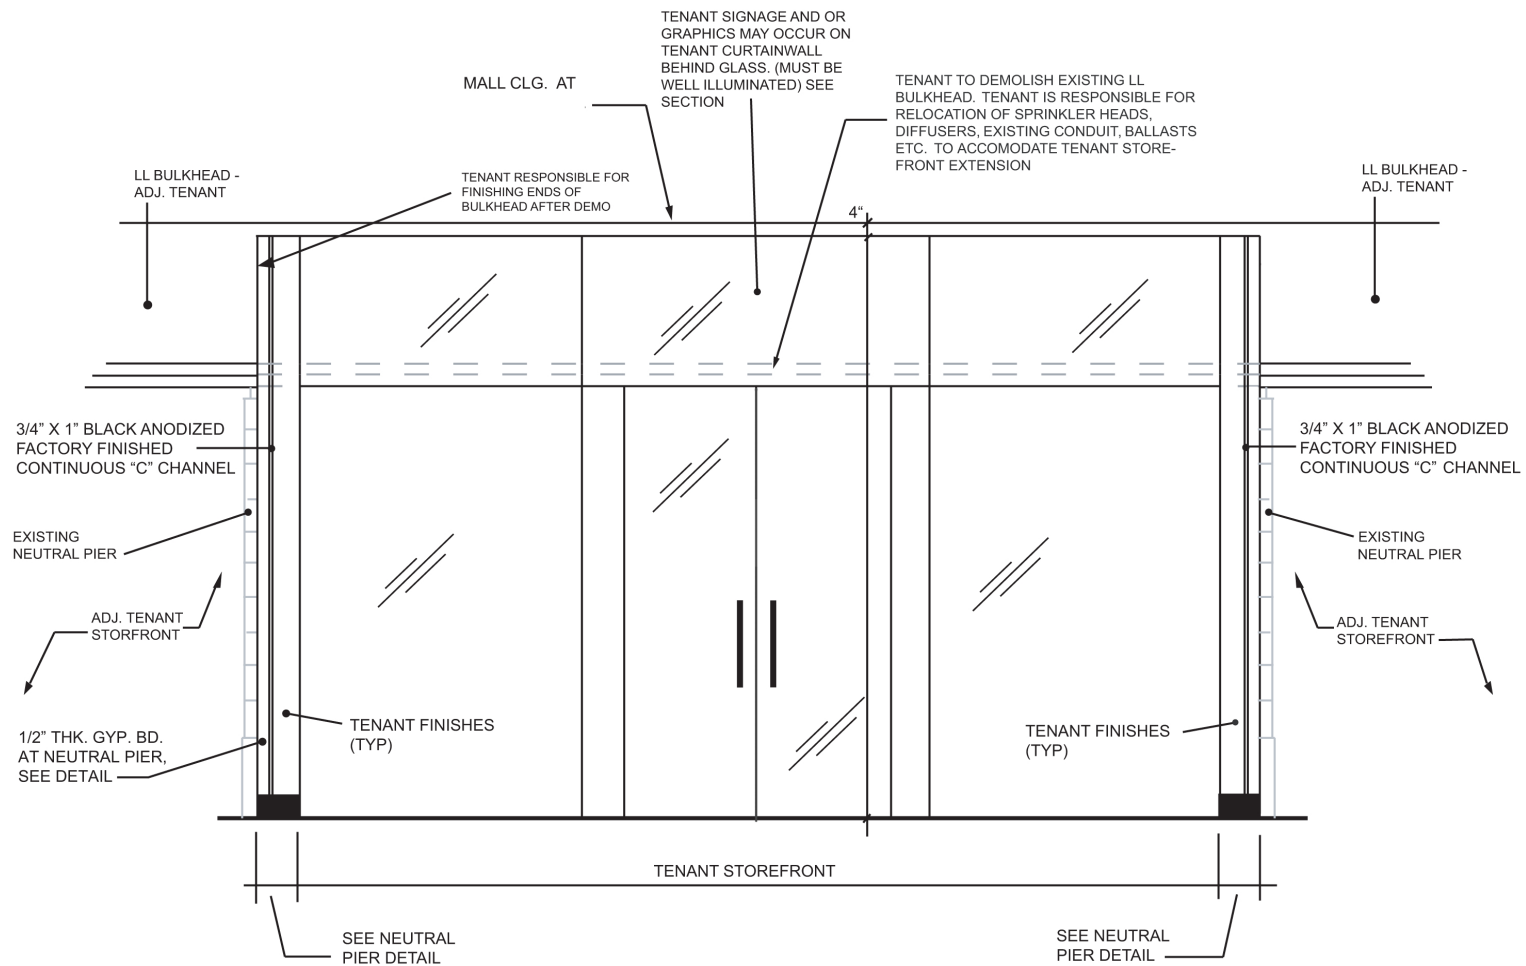 TENANT SIGNAGE AND OR
GRAPHICS MAY OCCUR ON
TENANT CURTAINWALL
BEHIND GLASS. (MUST BE
WELL ILLUMINATED) SEE
SECTION
MALL CLG. AT
TENANT TO DEMOLISH EXISTING LL
BULKHEAD. TENANT IS RESPONSIBLE FOR
RELOCATION OF SPRINKLER HEADS,
DIFFUSERS, EXISTING CONDUIT, BALLASTS
ETC. TO ACCOMODATE TENANT STORE-
FRONT EXTENSION
LL BULKHEAD -
ADJ. TENANT
TENANT RESPONSIBLE FOR
FINISHING ENDS OF
BULKHEAD AFTER DEMO
LL BULKHEAD -
ADJ. TENANT
4“
3/4” X 1” BLACK ANODIZED
FACTORY FINISHED
CONTINUOUS “C” CHANNEL
3/4” X 1” BLACK ANODIZED
FACTORY FINISHED
CONTINUOUS “C” CHANNEL
EXISTING
NEUTRAL PIER
EXISTING
NEUTRAL PIER
ADJ. TENANT
STORFRONT
ADJ. TENANT
STOREFRONT
TENANT FINISHES
(TYP)
TENANT FINISHES
(TYP)
1/2” THK. GYP. BD.
AT NEUTRAL PIER,
SEE DETAIL
TENANT STOREFRONT
SEE NEUTRAL
PIER DETAIL
SEE NEUTRAL
PIER DETAIL